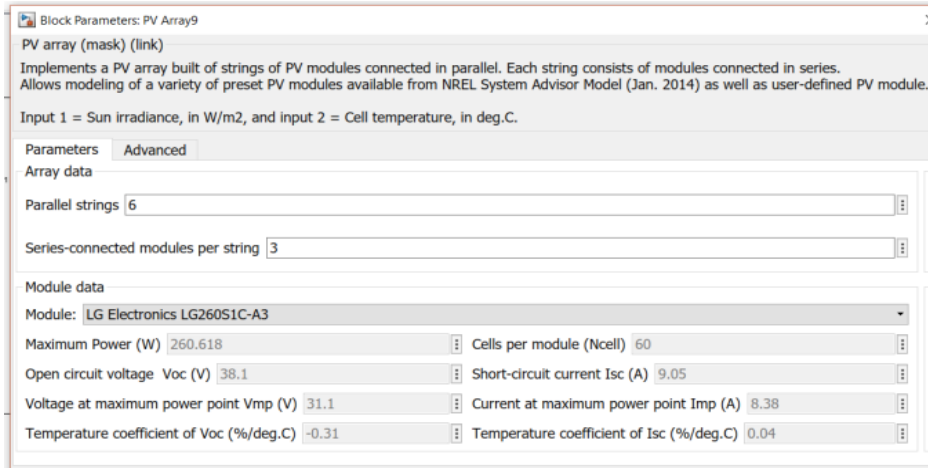 Block Parameters: PV Array9
PV array (mask) (link)
Implements a PV array built of strings of PV modules connected in parallel. Each string consists of modules connected in series.
Allows modeling of a variety of preset PV modules available from NREL System Advisor Model (Jan. 2014) as well as user-defined PV module.
Input 1 = Sun irradiance, in W/m2, and input 2 = Cell temperature, in deg.C.
Parameters Advanced
Array data
Parallel strings 6
Series-connected modules per string 3
Module data
Module: LG Electronics LG260S1C-A3
Maximum Power (W) 260.618 Cells per module (Ncell) 60
Open circuit voltage Voc (V) 38.1 Short-circuit current Isc (A) 9.05
Voltage at maximum power point Vmp (V) 31.1 Current at maximum power point Imp (A) 8.38
Temperature coefficient of Voc (%/deg.C) -0.31 Temperature coefficient of Isc (%/deg.C) 0.04